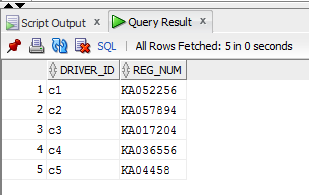 Script Output x Query Result x
SQL | All Rows Fetched: 5 in 0 seconds
DRIVER_ID REG_NUM
1 c1 KA052256
2 c2 KA057894
3 c3 KA017204
4 c4 KA036556
5 c5 KA04458